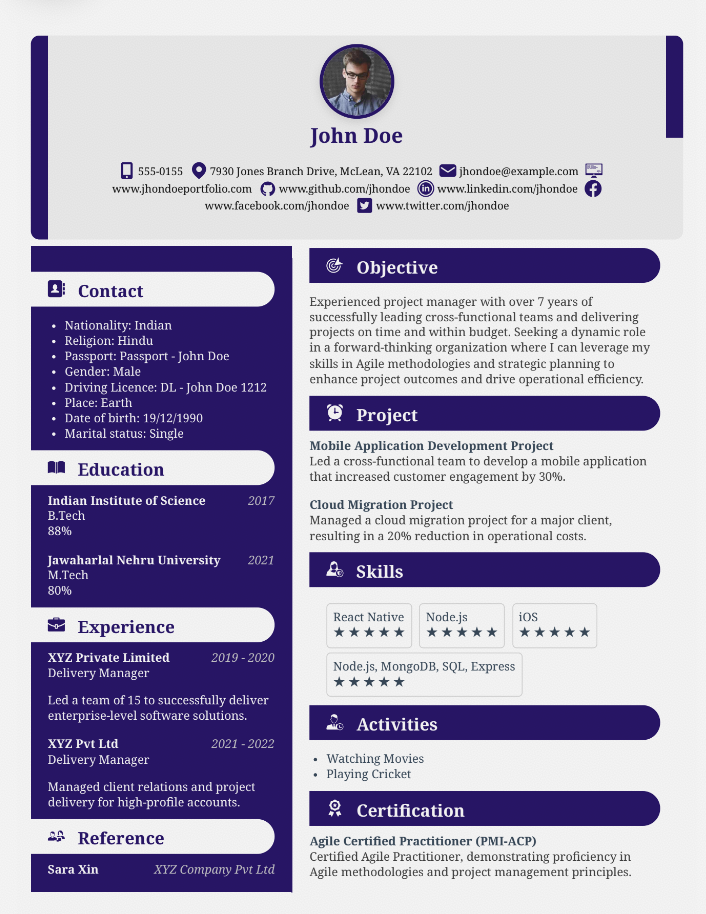 John Doe
555-0155 7930 Jones Branch Drive, McLean, VA 22102 jhondoe@example.com
www.jhondoeportfolio.com www.github.com/jhondoe www.linkedin.com/jhondoe
www.facebook.com/jhondoe www.twitter.com/jhondoe
Contact
• Nationality: Indian
• Religion: Hindu
• Passport: Passport - John Doe
• Gender: Male
• Driving Licence: DL - John Doe 1212
• Place: Earth
• Date of birth: 19/12/1990
• Marital status: Single
Education
Indian Institute of Science 2017
B.Tech
88%
Jawaharlal Nehru University 2021
M.Tech
80%
Experience
XYZ Private Limited 2019 - 2020
Delivery Manager
Led a team of 15 to successfully deliver
enterprise-level software solutions.
XYZ Pvt Ltd 2021 - 2022
Delivery Manager
Managed client relations and project
delivery for high-profile accounts.
Reference
Sara Xin XYZ Company Pvt Ltd
Objective
Experienced project manager with over 7 years of
successfully leading cross-functional teams and delivering
projects on time and within budget. Seeking a dynamic role
in a forward-thinking organization where I can leverage my
skills in Agile methodologies and strategic planning to
enhance project outcomes and drive operational efficiency.
Project
Mobile Application Development Project
Led a cross-functional team to develop a mobile application
that increased customer engagement by 30%.
Cloud Migration Project
Managed a cloud migration project for a major client,
resulting in a 20% reduction in operational costs.
Skills
React Native Node.js iOS
★★★★★ ★★★★★ ★★★★★
Node.js, MongoDB, SQL, Express
★★★★★
Activities
• Watching Movies
• Playing Cricket
Certification
Agile Certified Practitioner (PMI-ACP)
Certified Agile Practitioner, demonstrating proficiency in
Agile methodologies and project management principles.